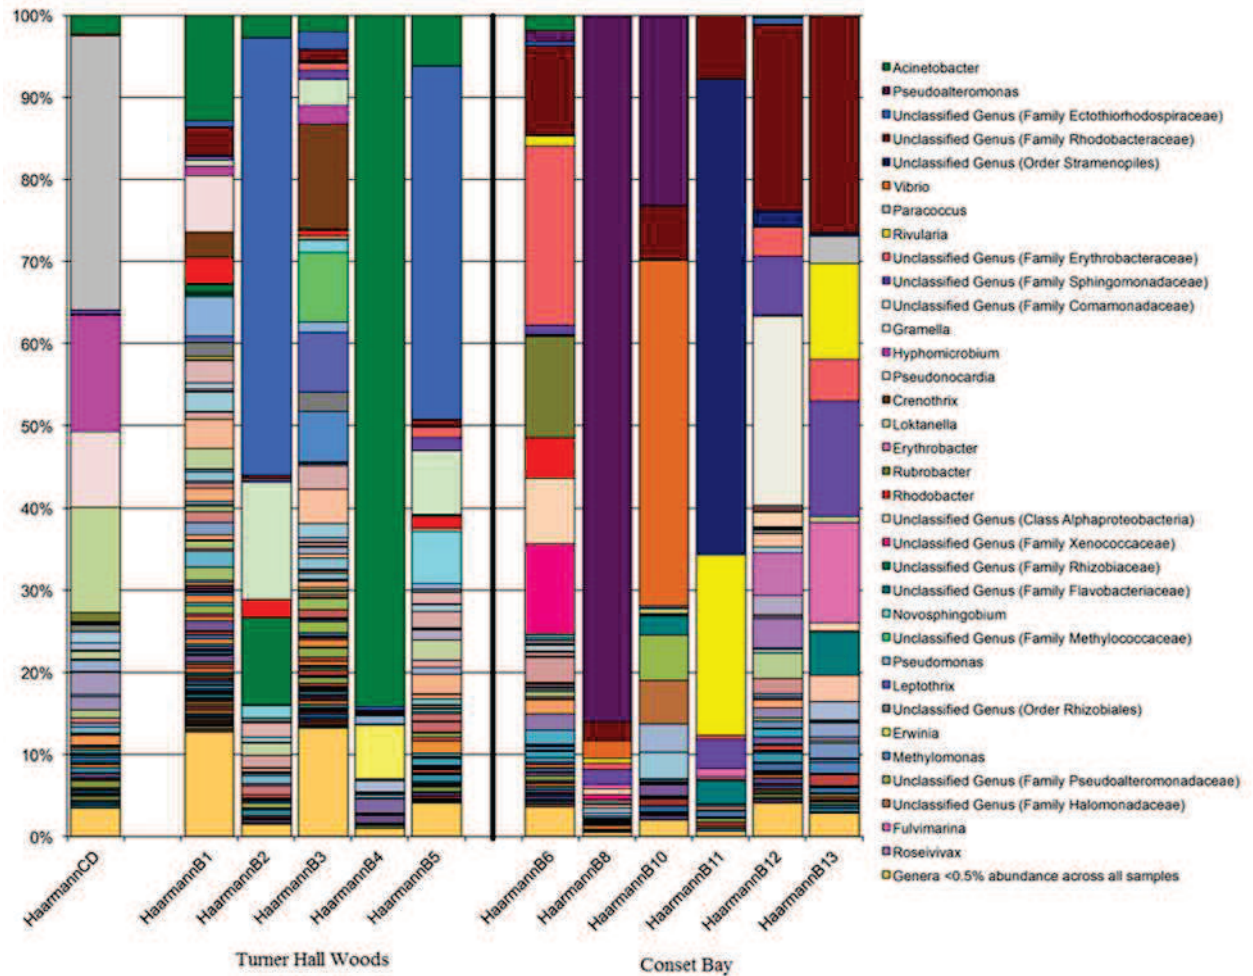 100%
90%
80%
70%
60%
50%
40%
30%
20%
10%
0%
HaarmannCD
HaarmannB1
HaarmannB2
HaarmannB3
HaarmannB4
HaarmannB5
HaarmannB6
HaarmannB8
HaarmannB10
HaarmannB11
HaarmannB12
HaarmannB13
Turner Hall Woods
Conset Bay
Acinetobacter
Pseudoalteromonas
Unclassified Genus (Family Ectothiorhodospiraceae)
Unclassified Genus (Family Rhodobacteraceae)
Unclassified Genus (Order Stramenopiles)
Vibrio
Paracoccus
Rivularia
Unclassified Genus (Family Erythrobacteraceae)
Unclassified Genus (Family Sphingomonadaceae)
Unclassified Genus (Family Comamonadaceae)
Gramella
Hyphomicrobium
Pseudonocardia
Crenothrix
Loktanella
Erythrobacter
Rubrobacter
Rhodobacter
Unclassified Genus (Class Alphaproteobacteria)
Unclassified Genus (Family Xenococcaceae)
Unclassified Genus (Family Rhizobiaceae)
Unclassified Genus (Family Flavobacteriaceae)
Novosphingobium
Unclassified Genus (Family Methylococcaceae)
Pseudomonas
Leptothrix
Unclassified Genus (Order Rhizobiales)
Erwinia
Methylomonas
Unclassified Genus (Family Pseudoalteromonadaceae)
Unclassified Genus (Family Halomonadaceae)
Fulvimarina
Roseivivax
Genera <0.5% abundance across all samples